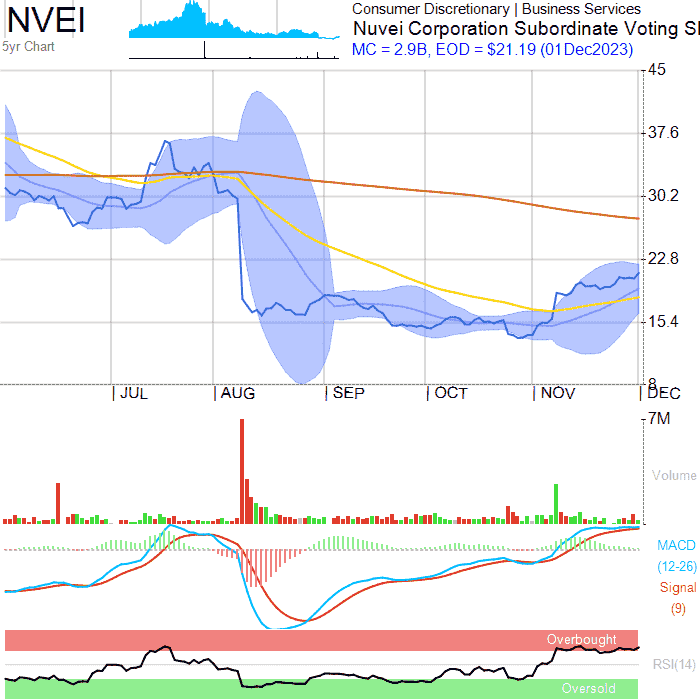 NVEI
5yr Chart
Consumer Discretionary | Business Services
Nuvei Corporation Subordinate Voting Sl
MC = 2.9B, EOD = $21.19 (01Dec2023)
45
37.6
30.2
22.8
15.4
8
JUL AUG SEP OCT NOV DEC
7M
Volume
MACD
(12-26)
Signal
(9)
Overbought
RSI(14)
Oversold